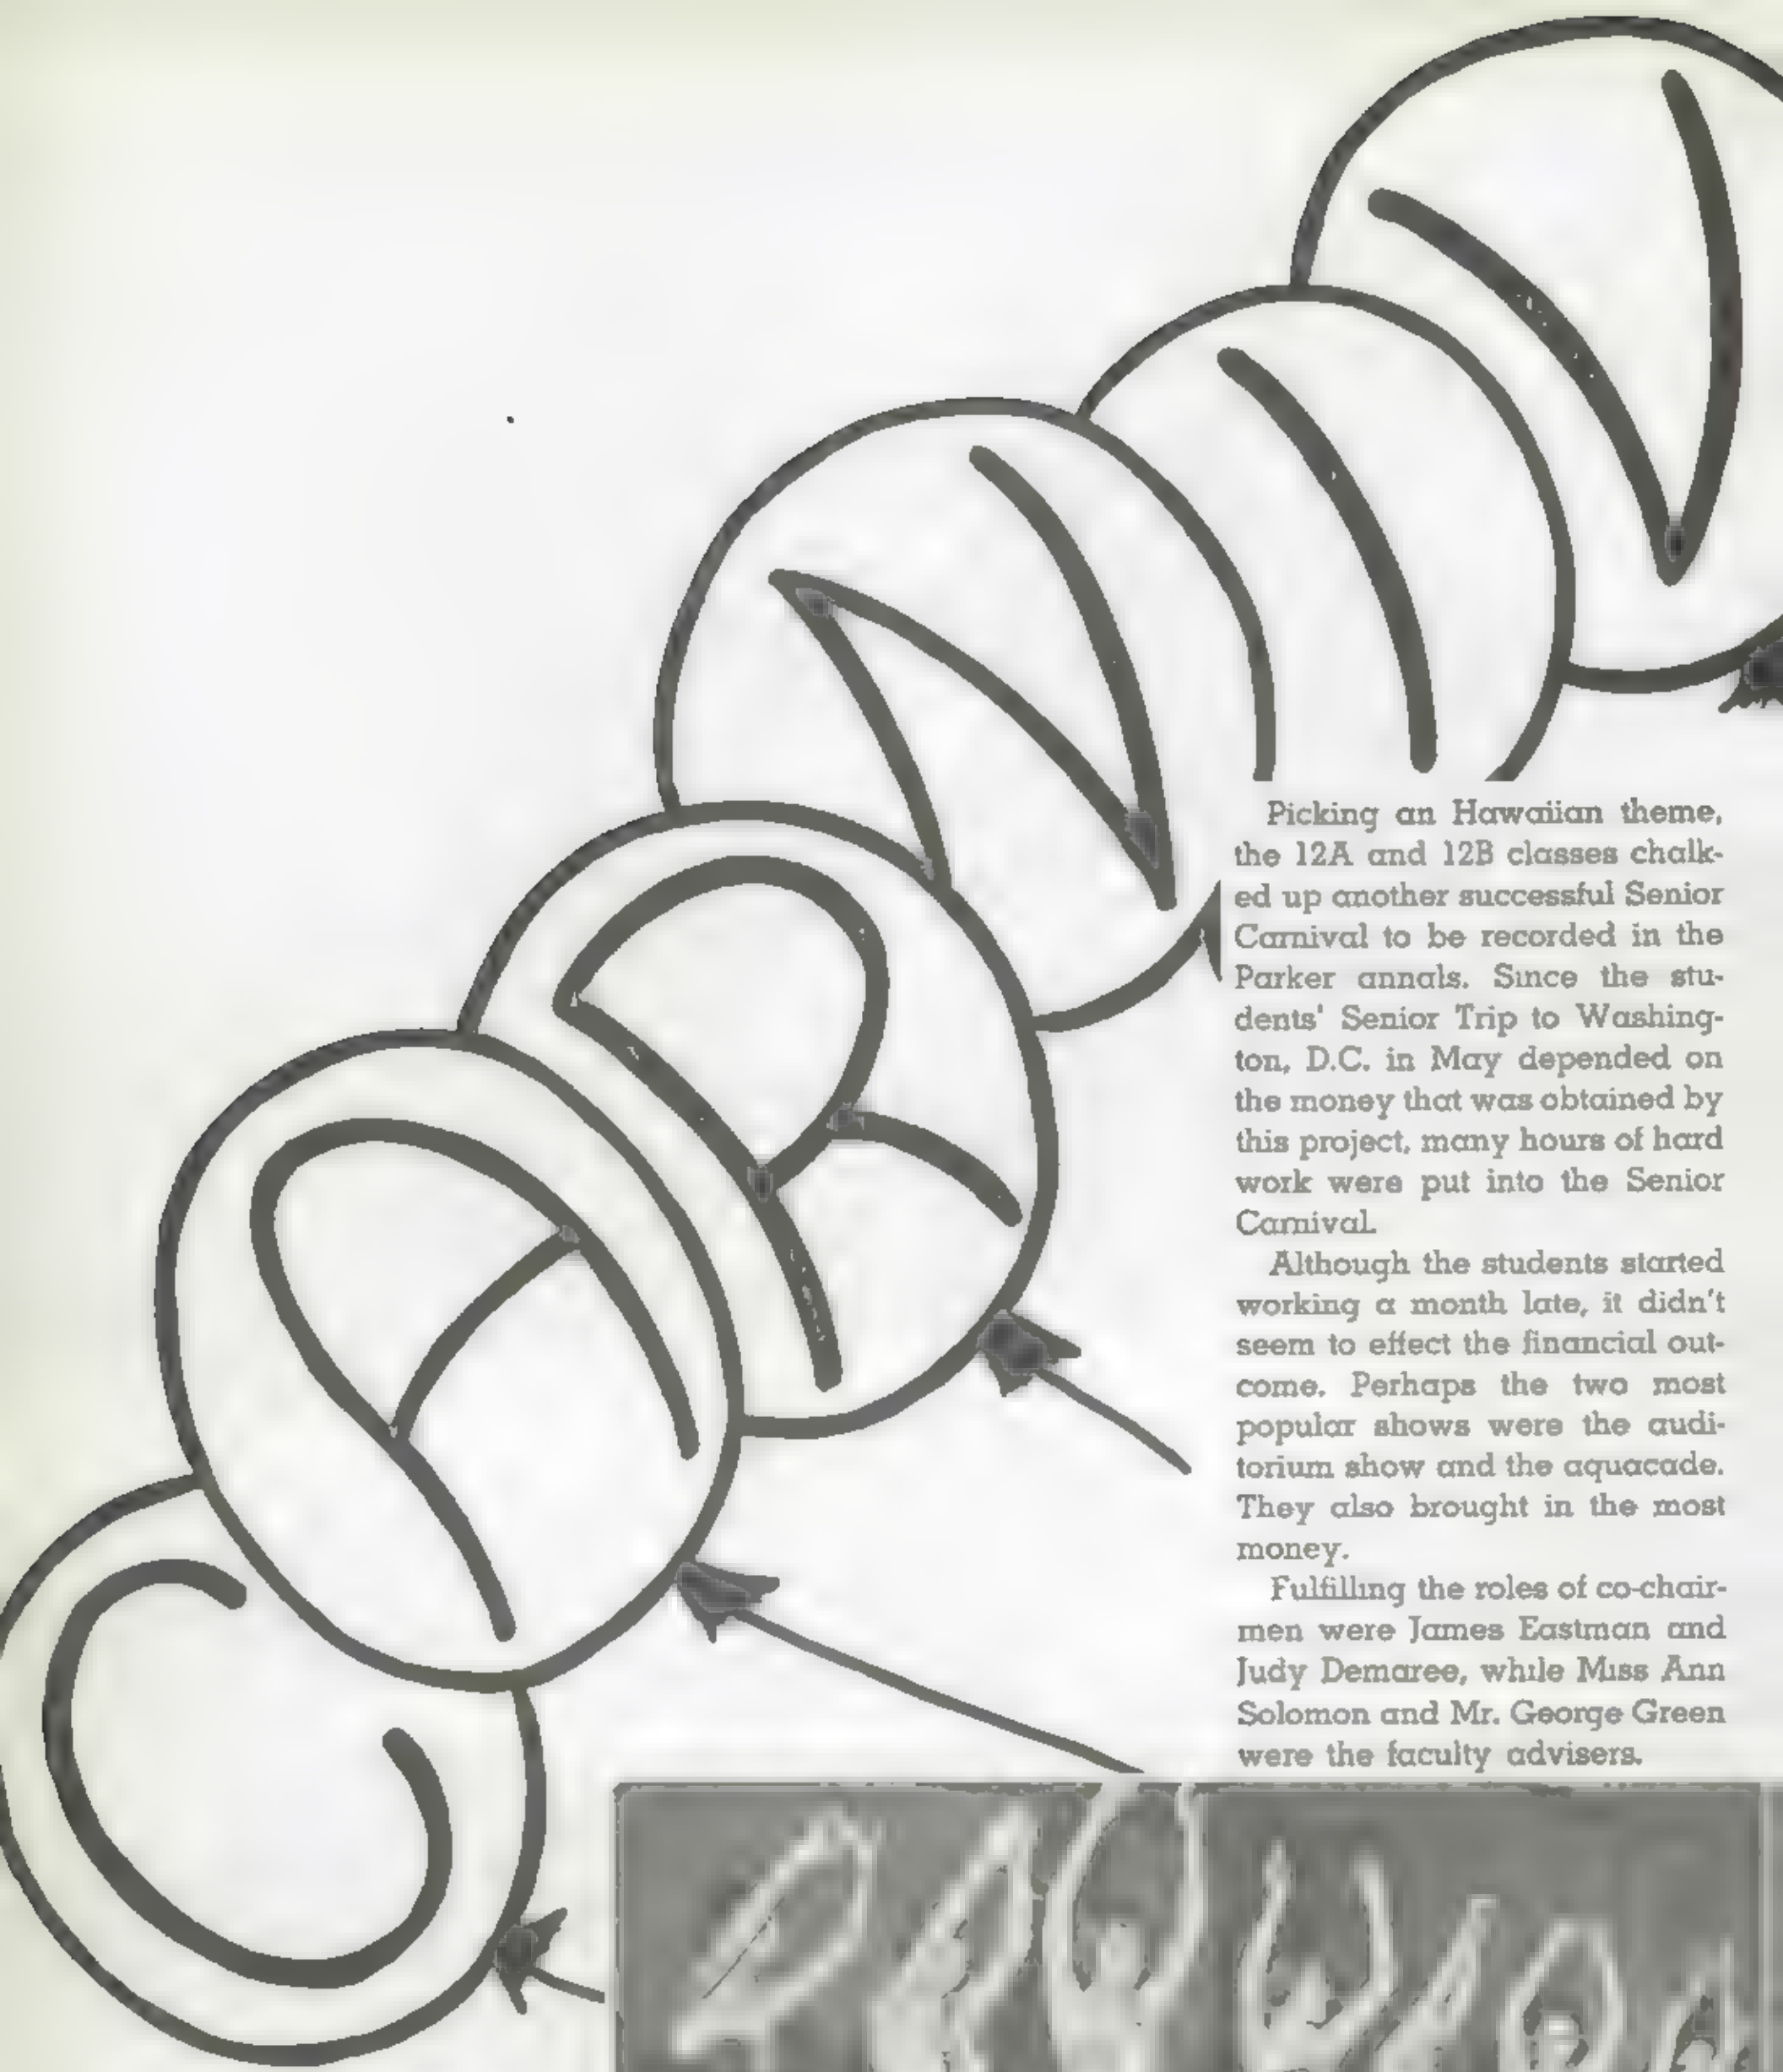 C A R N I V
Picking an Hawaiian theme,
the 12A and 12B classes chalk-
ed up another successful Senior
Carnival to be recorded in the
Parker annals. Since the stu-
dents' Senior Trip to Washing-
ton, D.C. in May depended on
the money that was obtained by
this project, many hours of hard
work were put into the Senior
Carnival.
Although the students started
working a month late, it didn't
seem to effect the financial out-
come. Perhaps the two most
popular shows were the audi-
torium show and the aquacade.
They also brought in the most
money.
Fulfilling the roles of co-chair-
men were James Eastman and
Judy Demaree, while Miss Ann
Solomon and Mr. George Green
were the faculty advisers.